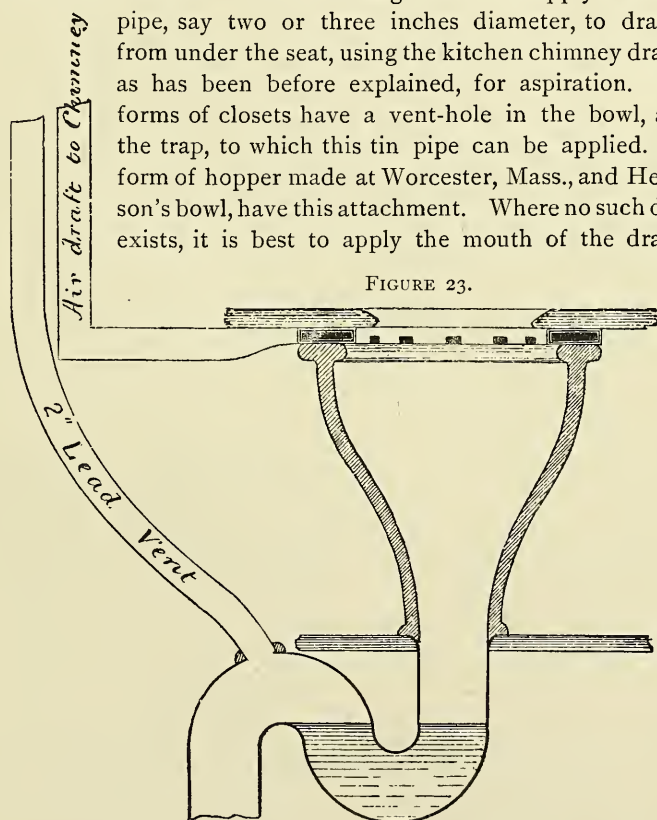 pipe, say two or three inches diameter, to
from under the seat, using the kitchen chimney
as has been before explained, for aspiration.
forms of closets have a vent-hole in the bowl,
the trap, to which this tin pipe can be applied.
form of hopper made at Worcester, Mass., and
son's bowl, have this attachment. Where no such
exists, it is best to apply the mouth of the
FIGURE 23.
Air draft to Chimney
2" Lead Vent